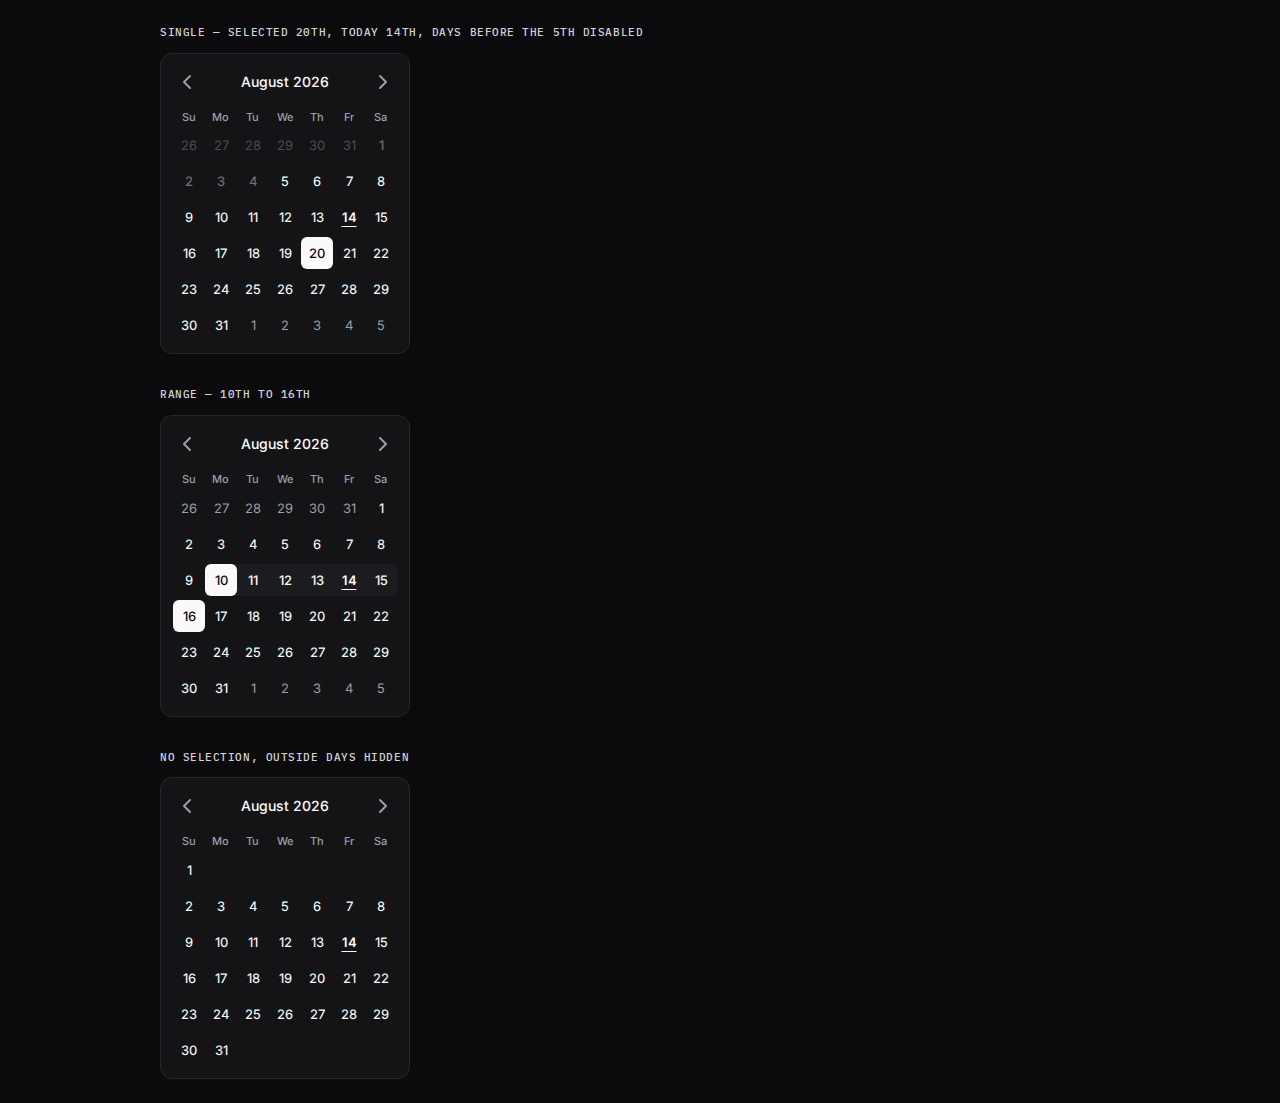 SINGLE — SELECTED 20TH, TODAY 14TH, DAYS BEFORE THE 5TH DISABLED
August 2026
Su Mo Tu We Th Fr Sa
26 27 28 29 30 31 1
2 3 4 5 6 7 8
9 10 11 12 13 14 15
16 17 18 19 20 21 22
23 24 25 26 27 28 29
30 31 1 2 3 4 5
RANGE — 10TH TO 16TH
August 2026
Su Mo Tu We Th Fr Sa
26 27 28 29 30 31 1
2 3 4 5 6 7 8
9 10 11 12 13 14 15
16 17 18 19 20 21 22
23 24 25 26 27 28 29
30 31 1 2 3 4 5
NO SELECTION, OUTSIDE DAYS HIDDEN
August 2026
Su Mo Tu We Th Fr Sa
1
2 3 4 5 6 7 8
9 10 11 12 13 14 15
16 17 18 19 20 21 22
23 24 25 26 27 28 29
30 31